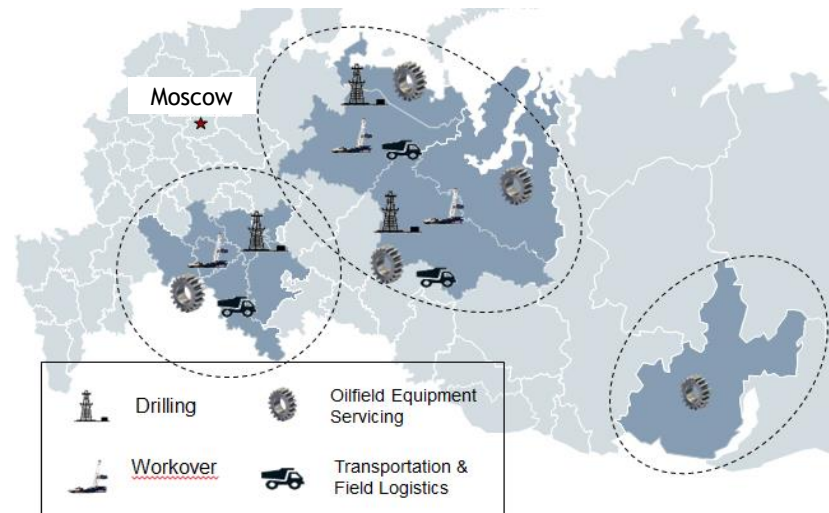 Moscow
Drilling
Oilfield Equipment
Servicing
Workover
Transportation &
Field Logistics